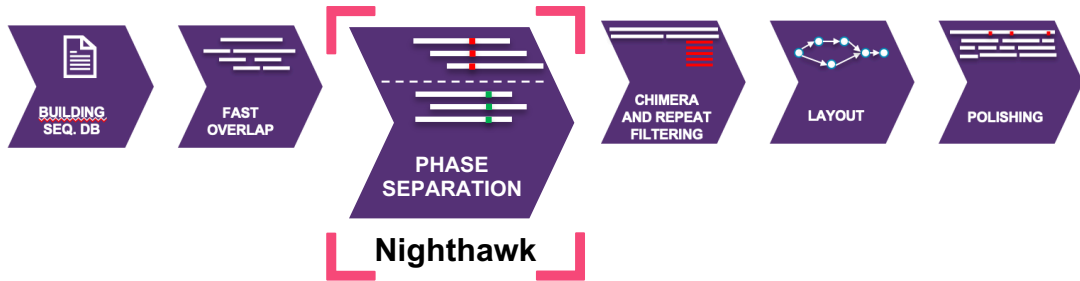 BUILDING
SEQ. DB
FAST
OVERLAP
PHASE
SEPARATION
CHIMERA
AND REPEAT
FILTERING
LAYOUT
POLISHING
Nighthawk